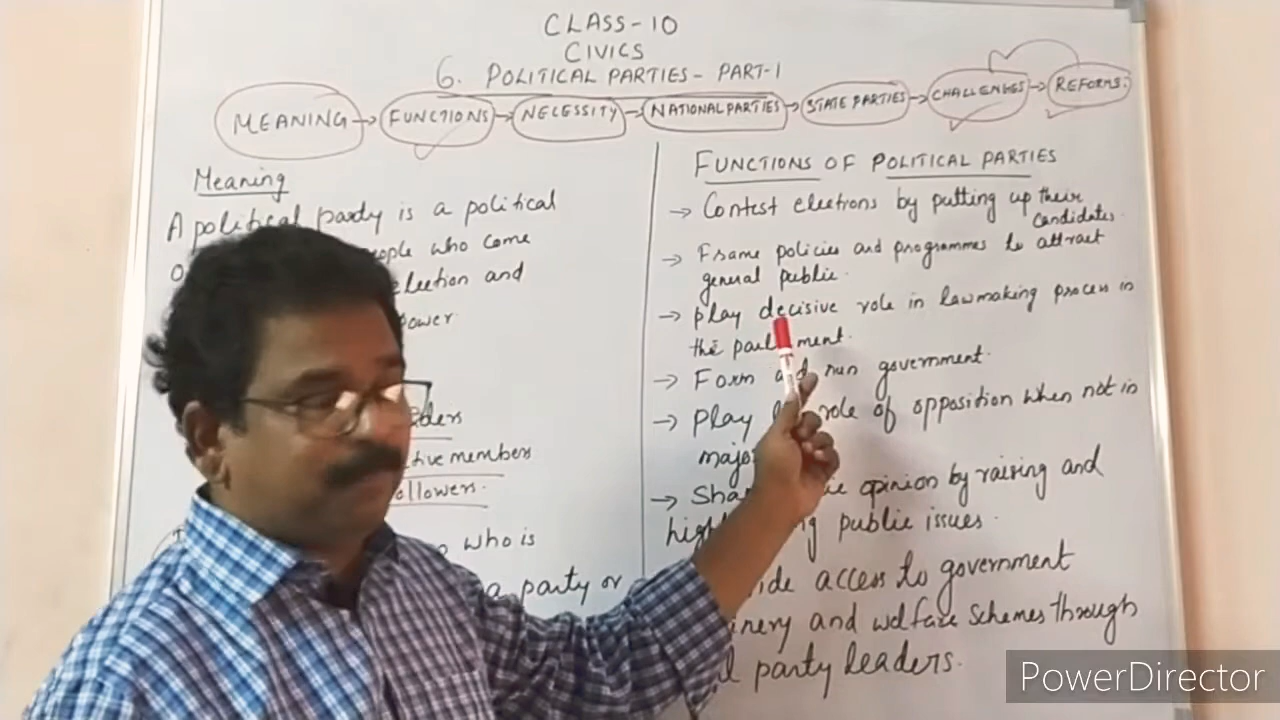 CLASS-10
CIVICS
6. POLITICAL PARTIES- PART-1
MEANING → FUNCTIONS → NECESSITY → NATIONAL PARTIES → STATE PARTIES → CHALLENGES → REFORMS.
Meaning
A political party is a political
who come
election and
power
members
followers.
who is
a party or
FUNCTIONS OF POLITICAL PARTIES
→ Contest elections by putting up their
candidates.
→ Frame policies and programmes to attract
general public.
→ Play decisive role in lawmaking process in
the parliament.
→ Form and run government.
→ Play role of opposition when not in
→ opinion by raising and
public issues.
access to government
and welfare schemes through
party leaders.
PowerDirector